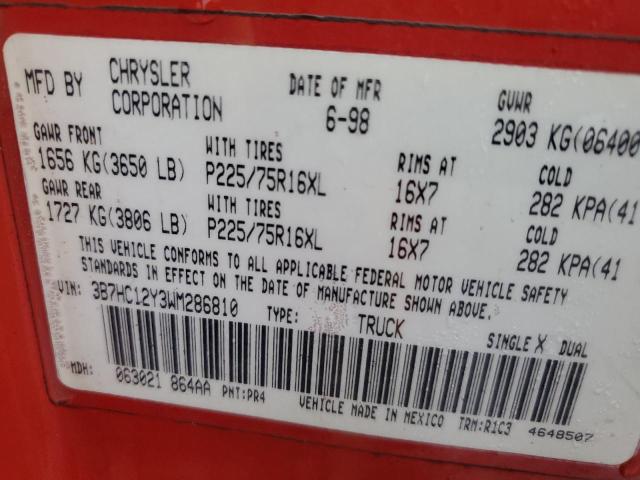 MFD BY CHRYSLER CORPORATION DATE OF MFR 6-98 GVWR 2903 KG(06400
GAWR FRONT WITH TIRES RIMS AT COLD
1656 KG(3650 LB) P225/75R16XL 16X7 282 KPA(41
GAWR REAR WITH TIRES RIMS AT COLD
1727 KG(3806 LB) P225/75R16XL 16X7 282 KPA(41
THIS VEHICLE CONFORMS TO ALL APPLICABLE FEDERAL MOTOR VEHICLE SAFETY
STANDARDS IN EFFECT ON THE DATE OF MANUFACTURE SHOWN ABOVE.
VIN: 3B7HC12Y3WM286810 TYPE: TRUCK SINGLE X DUAL
MDH: 063021 864AA PNT:PR4 VEHICLE MADE IN MEXICO TRM:R1C3 4648507